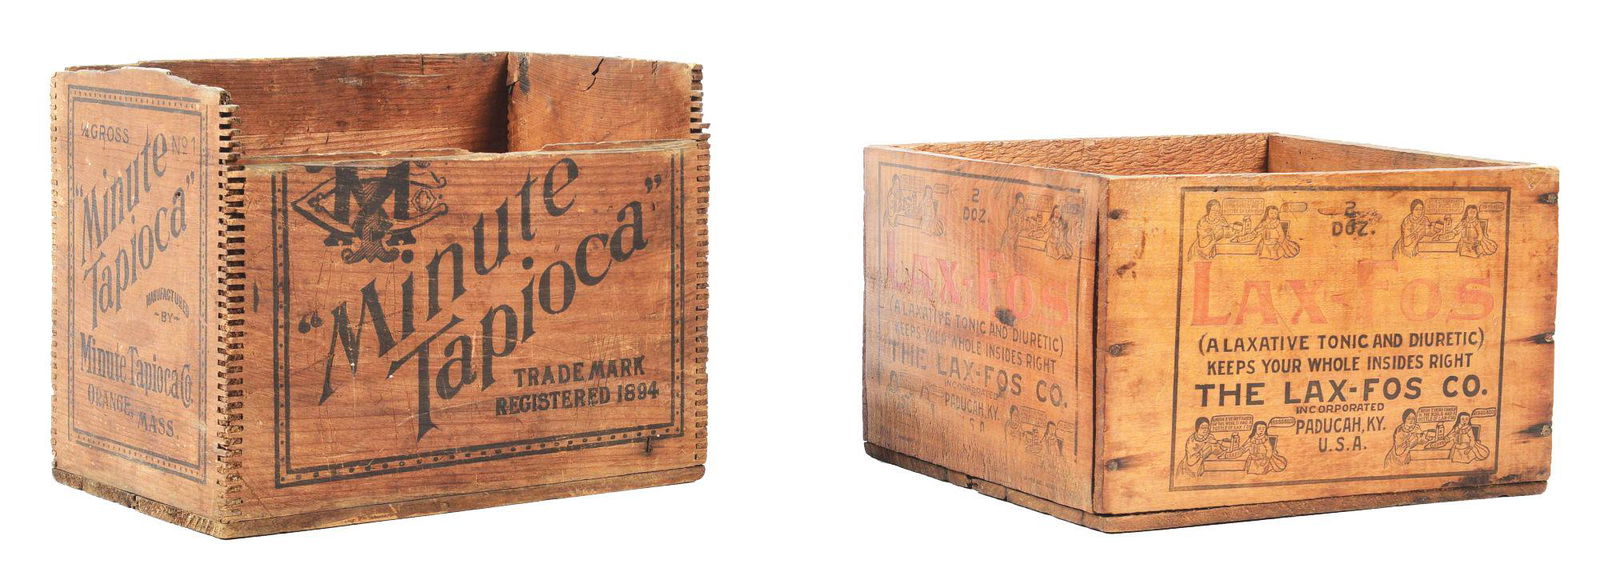 ¼ GROSS Nº 1
"Minute
Tapioca"
MANUFACTURED
-BY-
Minute Tapioca Co
ORANGE, MASS.
M
"Minute
Tapioca"
TRADE MARK
REGISTERED 1894
2
DOZ.
LAX-FOS
(A LAXATIVE TONIC AND DIURETIC)
KEEPS YOUR WHOLE INSIDES RIGHT
THE LAX-FOS CO.
INCORPORATED
PADUCAH, KY.
U.S.A.
2
DOZ.
LAX-FOS
(A LAXATIVE TONIC AND DIURETIC)
KEEPS YOUR WHOLE INSIDES RIGHT
THE LAX-FOS CO.
INCORPORATED
PADUCAH, KY.
U.S.A.